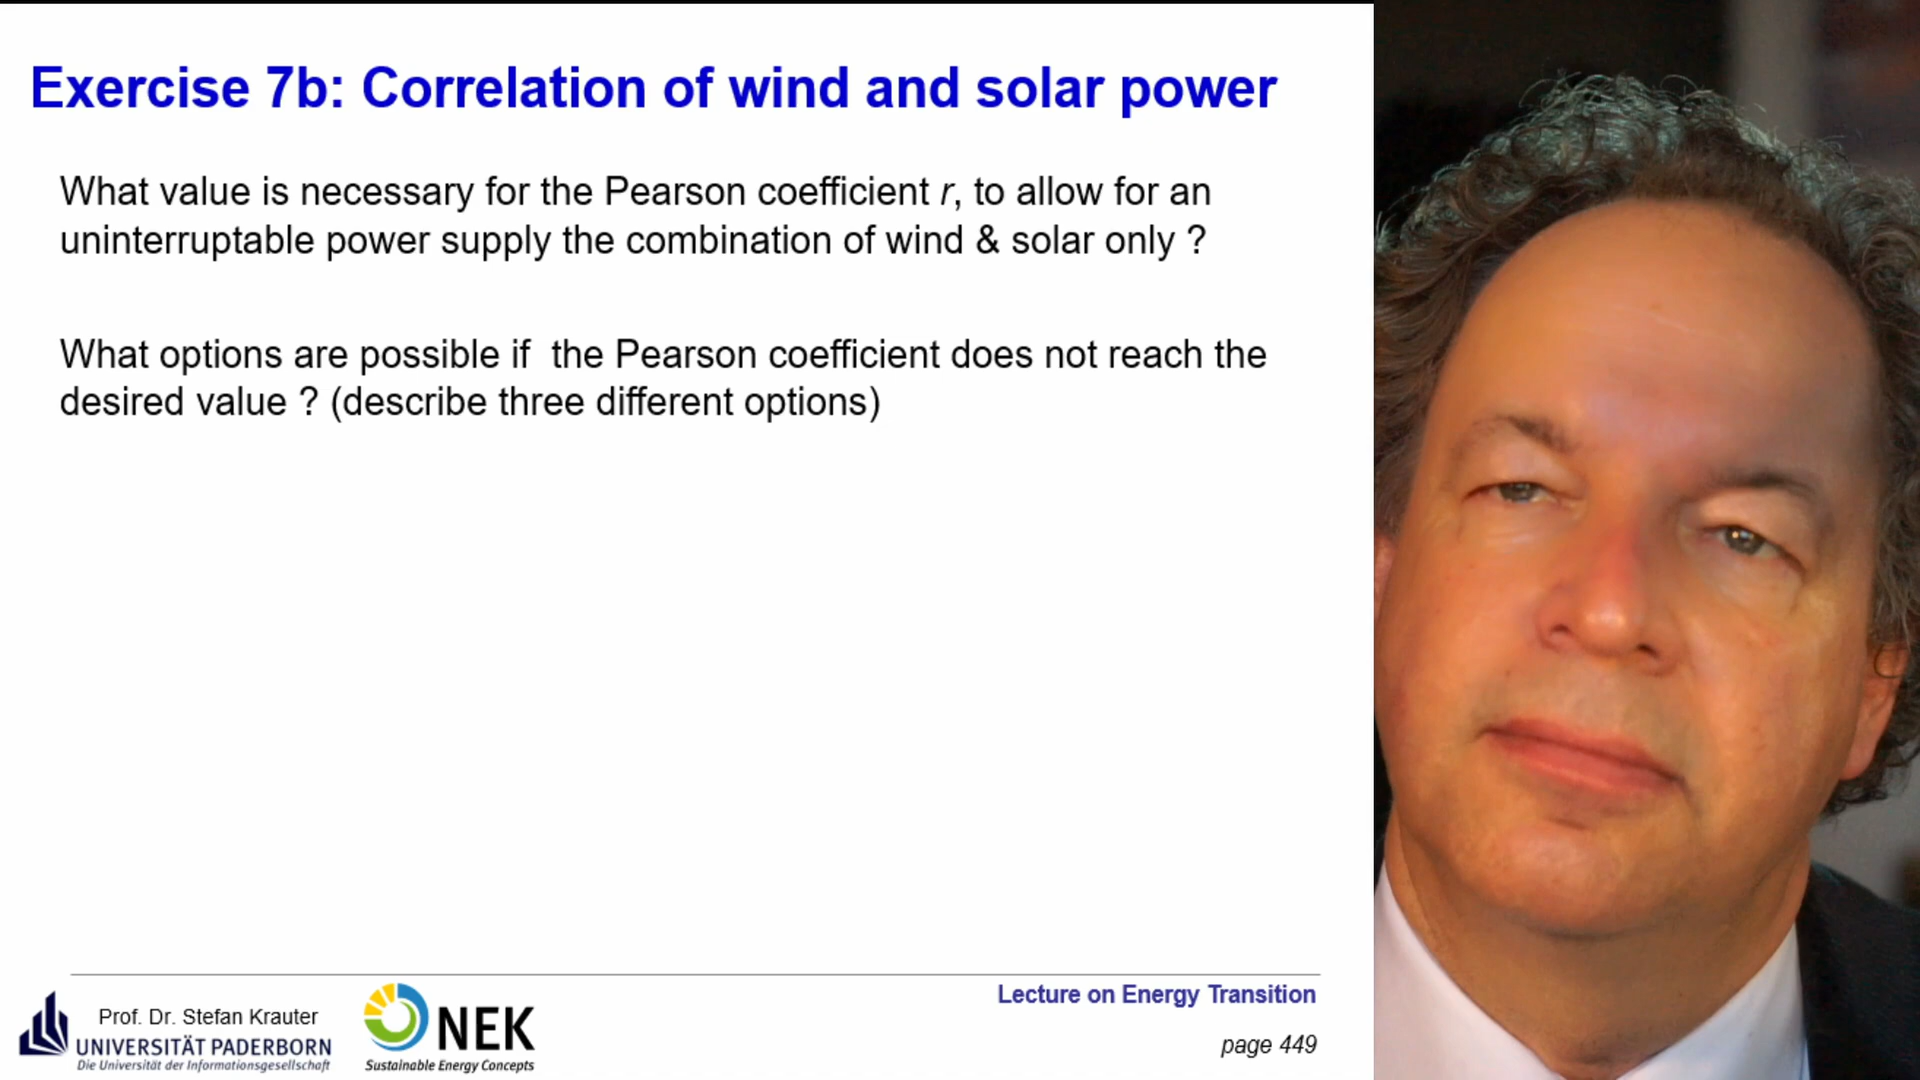 Exercise 7b: Correlation of wind and solar power
What value is necessary for the Pearson coefficient r, to allow for an
uninterruptable power supply the combination of wind & solar only ?
What options are possible if  the Pearson coefficient does not reach the
desired value ? (describe three different options)
Prof. Dr. Stefan Krauter
UNIVERSITÄT PADERBORN
Die Universität der Informationsgesellschaft
NEK
Sustainable Energy Concepts
Lecture on Energy Transition
page 449